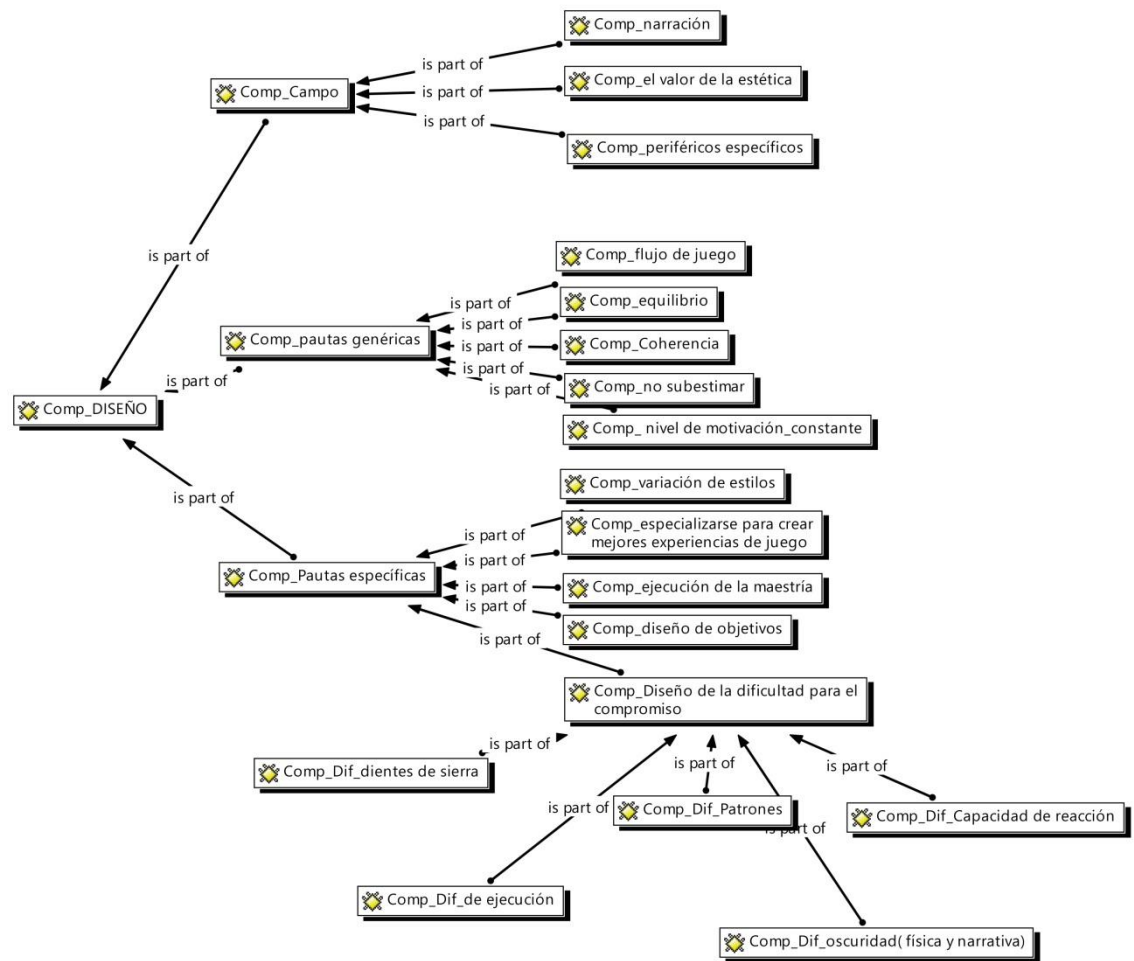 Comp_narración
is part of
Comp_Campo
is part of
Comp_el valor de la estética
is part of
Comp_periféricos específicos
is part of
Comp_flujo de juego
is part of
Comp_equilibrio
is part of
Comp_pautas genéricas
is part of
Comp_Coherencia
is part of
Comp_no subestimar
is part of
is part of
Comp_DISEÑO
Comp_ nivel de motivación_constante
Comp_variación de estilos
is part of
Comp_especializarse para crear
mejores experiencias de juego
is part of
is part of
Comp_Pautas específicas
is part of
Comp_ejecución de la maestría
is part of
Comp_diseño de objetivos
is part of
Comp_Diseño de la dificultad para el
compromiso
is part of
Comp_Dif_dientes de sierra
is part of
is part of
is part of
Comp_Dif_Patrones
Comp_Dif_Capacidad de reacción
is part of
Comp_Dif_de ejecución
Comp_Dif_oscuridad( física y narrativa)